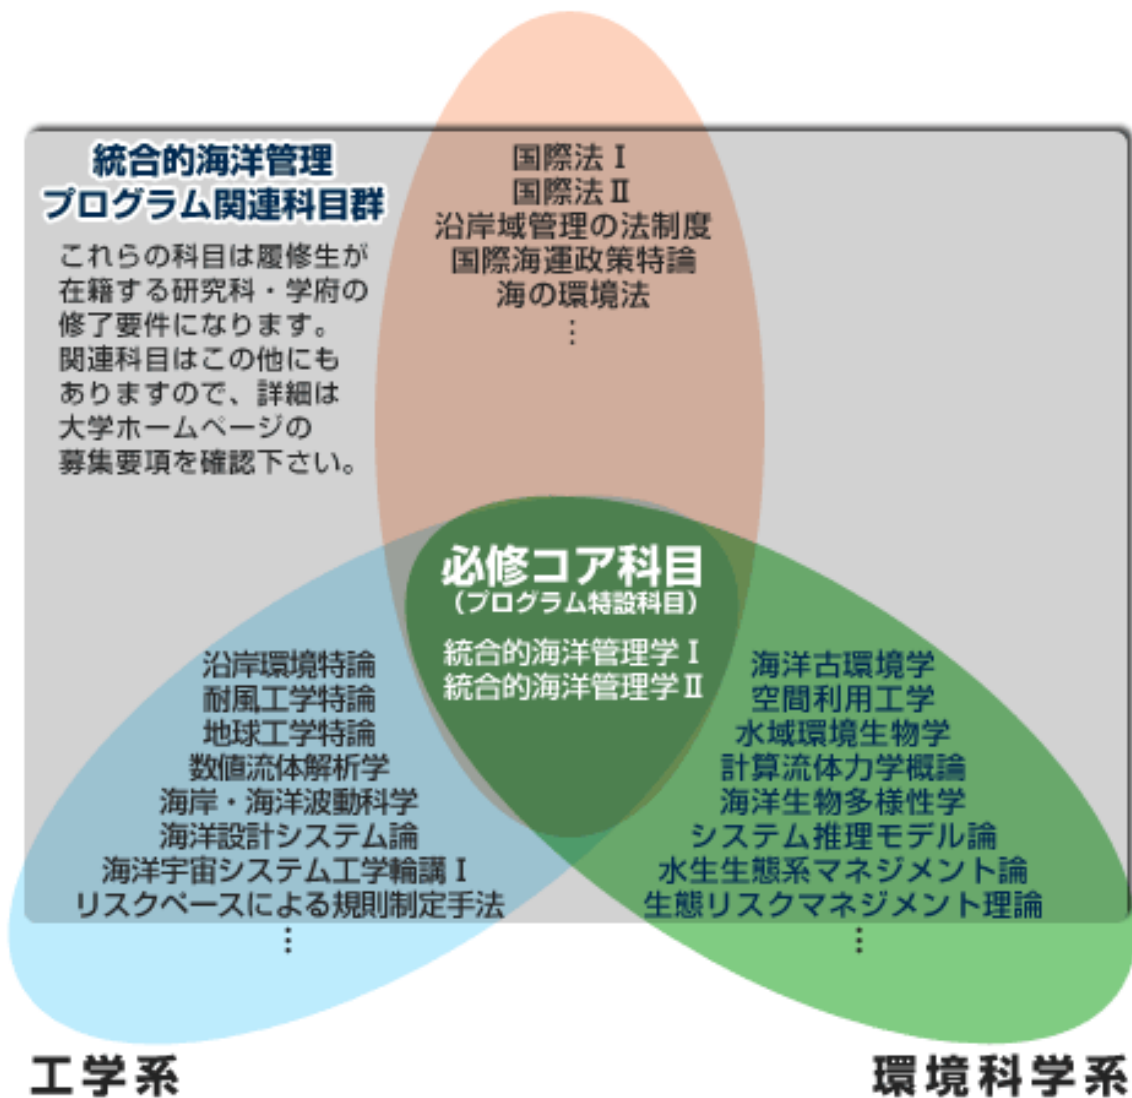 統合的海洋管理
プログラム関連科目群
これらの科目は履修生が
在籍する研究科・学府の
修了要件になります。
関連科目はこの他にも
ありますので、詳細は
大学ホームページの
募集要項を確認下さい。
国際法Ⅰ
国際法Ⅱ
沿岸域管理の法制度
国際海運政策特論
海の環境法
⋮
必修コア科目
（プログラム特設科目）
統合的海洋管理学Ⅰ
統合的海洋管理学Ⅱ
沿岸環境特論
耐風工学特論
地球工学特論
数値流体解析学
海岸・海洋波動科学
海洋設計システム論
海洋宇宙システム工学輪講Ⅰ
リスクベースによる規則制定手法
⋮
海洋古環境学
空間利用工学
水域環境生物学
計算流体力学概論
海洋生物多様性学
システム推理モデル論
水生生態系マネジメント論
生態リスクマネジメント理論
⋮
工学系
環境科学系